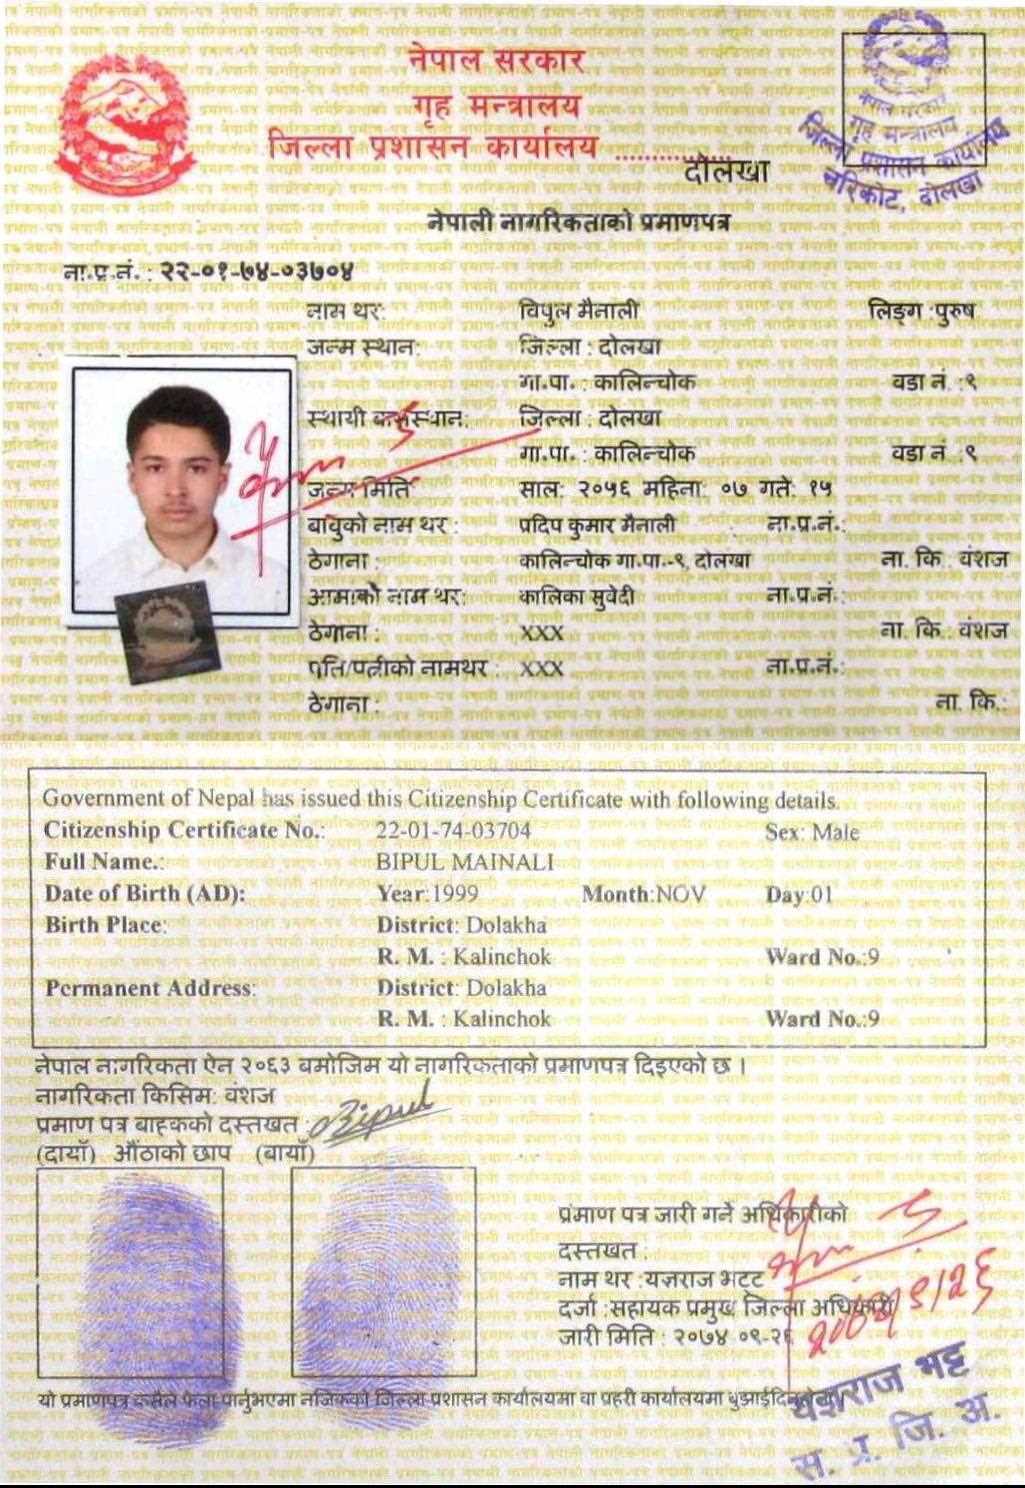 नेपाल सरकार
गृह मन्त्रालय
जिल्ला प्रशासन कार्यालय .............. दोलखा
नेपाल सरकार
गृह मन्त्रालय
जिल्ला प्रशासन कार्यालय
चरिकोट, दोलखा
नेपाली नागरिकताको प्रमाणपत्र
ना.प्र.नं. : २२-०१-७४-०३७०४
नाम थर: विपुल मैनाली लिङ्ग :पुरुष
जन्म स्थान: जिल्ला : दोलखा
गा.पा. : कालिन्चोक वडा नं. :९
स्थायी बासस्थान: जिल्ला : दोलखा
गा.पा. : कालिन्चोक वडा नं .:९
जन्म मिति: साल: २०५६ महिना: ०७ गते: १५
बाबुको नाम थर : प्रदिप कुमार मैनाली ना.प्र.नं.:
ठेगाना : कालिन्चोक गा.पा.-९, दोलखा ना. कि.: वंशज
आमाको नाम थर: कालिका सुवेदी ना.प्र.नं.:
ठेगाना : XXX ना. कि.: वंशज
पति/पत्नीको नामथर : XXX ना.प्र.नं.:
ठेगाना : ना. कि.:
Government of Nepal has issued this Citizenship Certificate with following details.
Citizenship Certificate No.: 22-01-74-03704 Sex: Male
Full Name.: BIPUL MAINALI
Date of Birth (AD): Year:1999 Month:NOV Day:01
Birth Place: District: Dolakha
R. M. : Kalinchok Ward No.:9
Permanent Address: District: Dolakha
R. M. : Kalinchok Ward No.:9
नेपाल नागरिकता ऐन २०६३ बमोजिम यो नागरिकताको प्रमाणपत्र दिइएको छ ।
नागरिकता किसिम: वंशज
प्रमाण पत्र बाहकको दस्तखत : Bipul
(दायाँ) औंठाको छाप (बायाँ)
प्रमाण पत्र जारी गर्ने अधिकारीको
दस्तखत :
नाम थर :यज्ञराज भट्ट
दर्जा :सहायक प्रमुख जिल्ला अधिकारी
जारी मिति : २०७४ ०९-२६
यो प्रमाणपत्र कसैले फेला पार्नुभएमा नजिकको जिल्ला प्रशासन कार्यालयमा वा प्रहरी कार्यालयमा बुझाईदिनुहोला
यज्ञराज भट्ट
स. प्र. जि. अ.